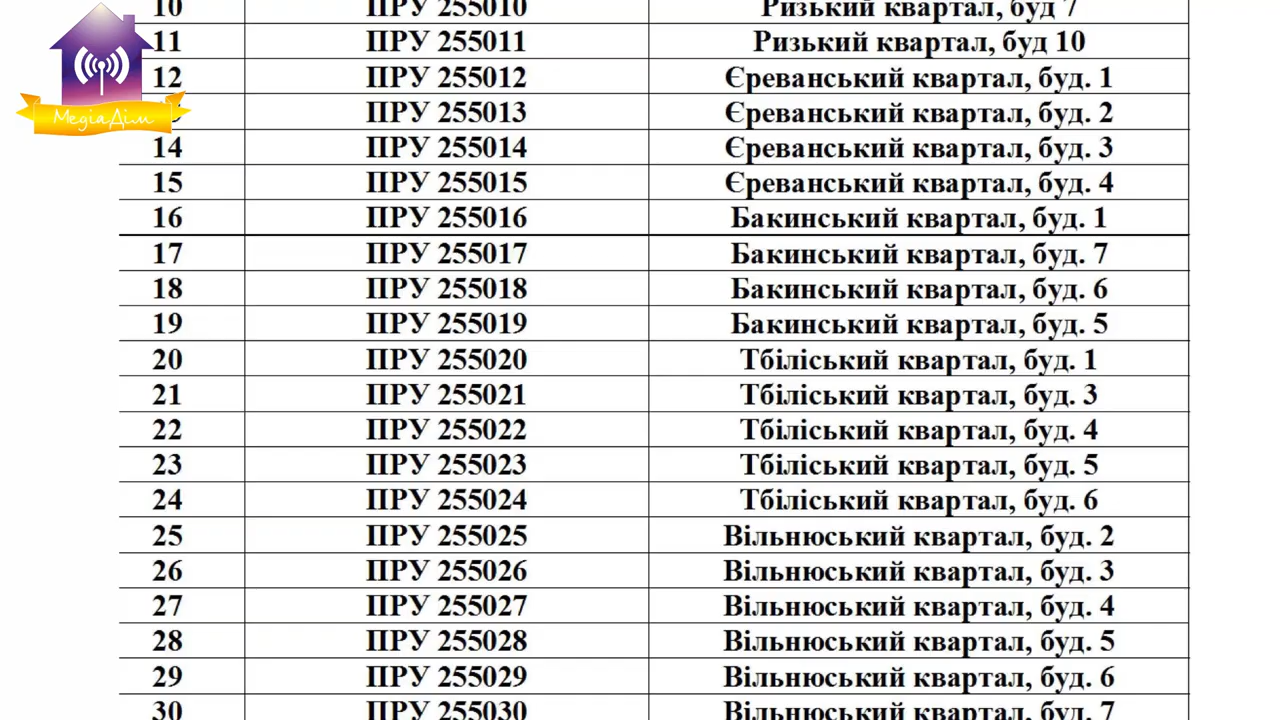 10 ПРУ 255010 Ризький квартал, буд 7
11 ПРУ 255011 Ризький квартал, буд 10
12 ПРУ 255012 Єреванський квартал, буд. 1
ПРУ 255013 Єреванський квартал, буд. 2
МедіаДім
14 ПРУ 255014 Єреванський квартал, буд. 3
15 ПРУ 255015 Єреванський квартал, буд. 4
16 ПРУ 255016 Бакинський квартал, буд. 1
17 ПРУ 255017 Бакинський квартал, буд. 7
18 ПРУ 255018 Бакинський квартал, буд. 6
19 ПРУ 255019 Бакинський квартал, буд. 5
20 ПРУ 255020 Тбіліський квартал, буд. 1
21 ПРУ 255021 Тбіліський квартал, буд. 3
22 ПРУ 255022 Тбіліський квартал, буд. 4
23 ПРУ 255023 Тбіліський квартал, буд. 5
24 ПРУ 255024 Тбіліський квартал, буд. 6
25 ПРУ 255025 Вільнюський квартал, буд. 2
26 ПРУ 255026 Вільнюський квартал, буд. 3
27 ПРУ 255027 Вільнюський квартал, буд. 4
28 ПРУ 255028 Вільнюський квартал, буд. 5
29 ПРУ 255029 Вільнюський квартал, буд. 6
30 ПРУ 255030 Вільнюський квартал, буд. 7